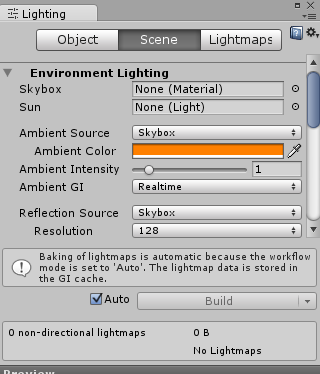 Lighting
Object Scene Lightmaps
Environment Lighting
Skybox None (Material)
Sun None (Light)
Ambient Source Skybox
Ambient Color
Ambient Intensity 1
Ambient GI Realtime
Reflection Source Skybox
Resolution 128
Baking of lightmaps is automatic because the workflow
mode is set to 'Auto'. The lightmap data is stored in
the GI cache.
Auto Build
0 non-directional lightmaps 0 B
No Lightmaps
Preview